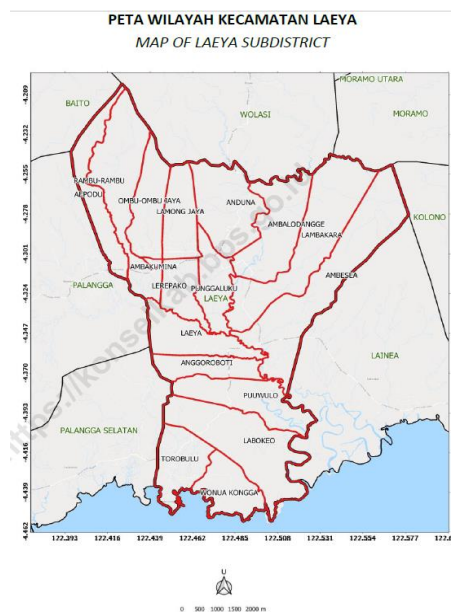 PETA WILAYAH KECAMATAN LAEYA
MAP OF LAEYA SUBDISTRICT
MORAMO UTARA
BAITO
WOLASI
MORAMO
RAMBU-RAMBU
AEPODU
OMBU-OMBU JAYA
LAMONG JAYA
ANDUNA
AMBALODANGGE
LAMBAKARA
KOLONO
AMBAKUMINA
AMBESEA
PALANGGA
LEREPAKO
PUNGGALUKU
LAEYA
LAEYA
LAINEA
ANGGOROBOTI
PUUWULO
PALANGGA SELATAN
LABOKEO
TOROBULU
WONUA KONGGA
-4.232
-4.255
-4.278
-4.301
-4.324
-4.347
-4.370
-4.393
-4.416
-4.439
-4.462
122.393 122.416 122.439 122.462 122.485 122.508 122.531 122.554 122.577
0 500 1000 1500 2000 m